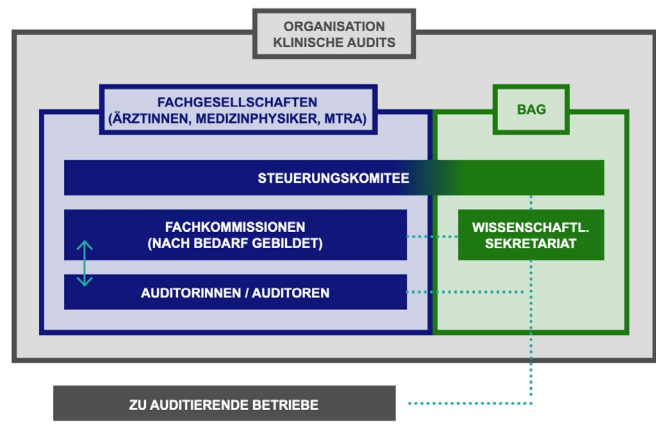 ORGANISATION
KLINISCHE AUDITS
FACHGESELLSCHAFTEN
(ÄRZTINNEN, MEDIZINPHYSIKER, MTRA)
BAG
STEUERUNGSKOMITEE
FACHKOMMISSIONEN
(NACH BEDARF GEBILDET)
WISSENSCHAFTL.
SEKRETARIAT
AUDITORINNEN / AUDITOREN
ZU AUDITIERENDE BETRIEBE